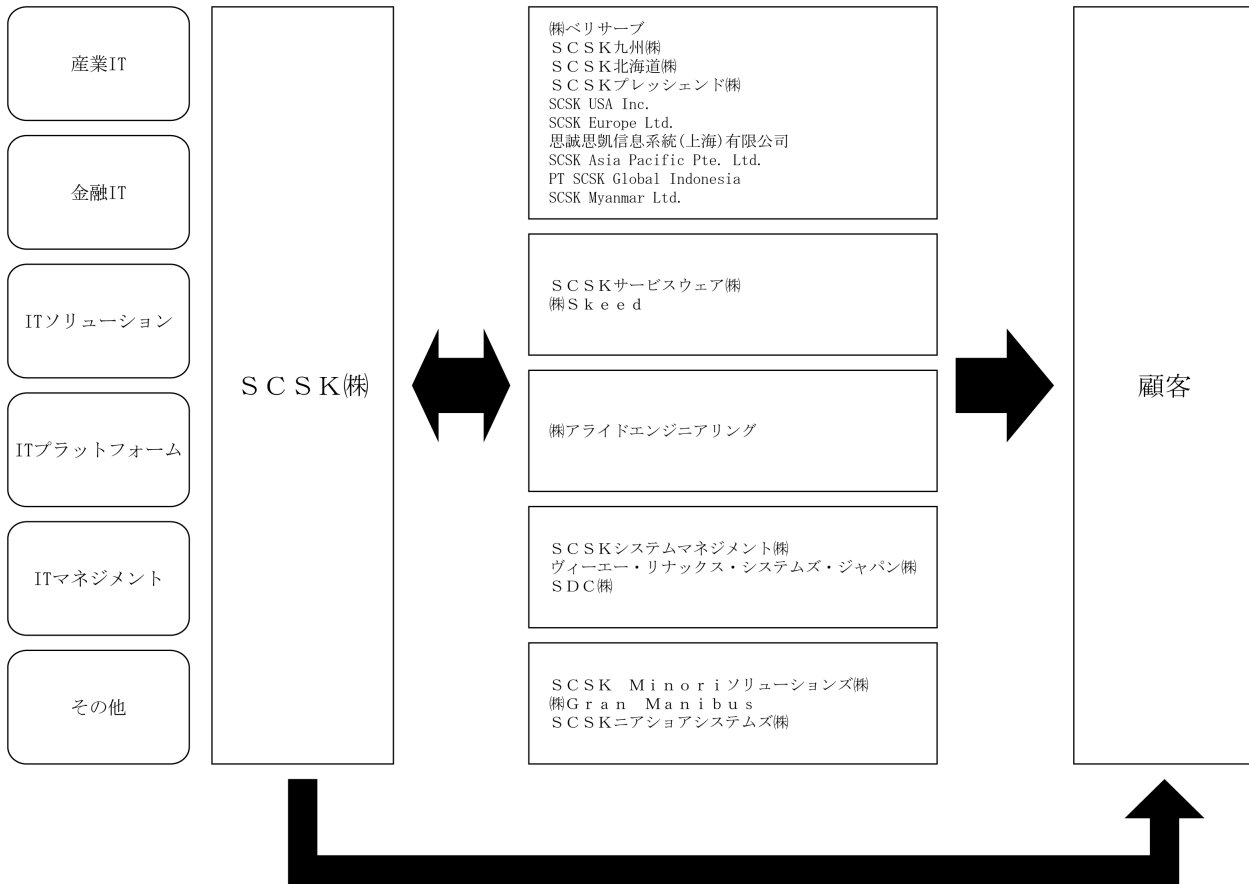 産業IT
金融IT
ITソリューション
ITプラットフォーム
ITマネジメント
その他
ＳＣＳＫ㈱
㈱ベリサーブ
ＳＣＳＫ九州㈱
ＳＣＳＫ北海道㈱
ＳＣＳＫプレッシェンド㈱
SCSK USA Inc.
SCSK Europe Ltd.
思誠思凱信息系統(上海)有限公司
SCSK Asia Pacific Pte. Ltd.
PT SCSK Global Indonesia
SCSK Myanmar Ltd.
ＳＣＳＫサービスウェア㈱
㈱Ｓｋｅｅｄ
㈱アライドエンジニアリング
ＳＣＳＫシステムマネジメント㈱
ヴィーエー・リナックス・システムズ・ジャパン㈱
ＳＤＣ㈱
ＳＣＳＫ　Ｍｉｎｏｒｉソリューションズ㈱
㈱Ｇｒａｎ　Ｍａｎｉｂｕｓ
ＳＣＳＫニアショアシステムズ㈱
顧客